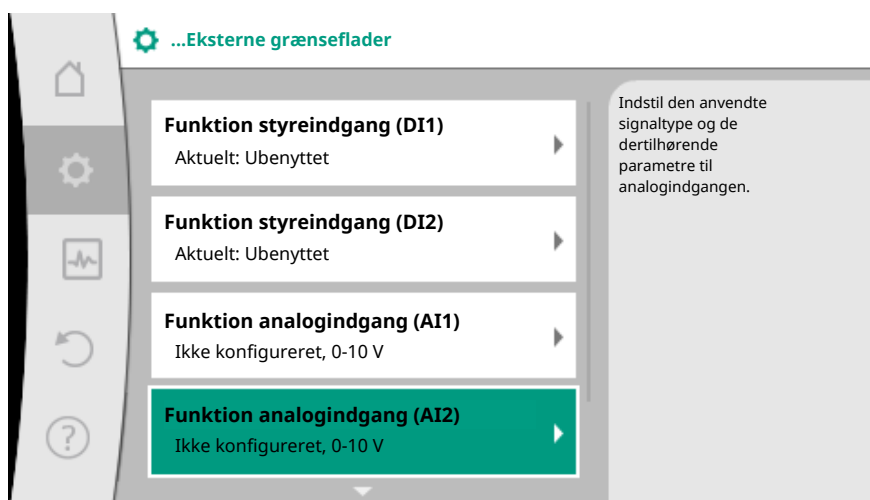 ...Eksterne grænseflader
Funktion styreindgang (DI1)
Aktuelt: Ubenyttet
Funktion styreindgang (DI2)
Aktuelt: Ubenyttet
Funktion analogindgang (AI1)
Ikke konfigureret, 0-10 V
Funktion analogindgang (AI2)
Ikke konfigureret, 0-10 V
Indstil den anvendte
signaltype og de
dertilhørende
parametre til
analogindgangen.
?